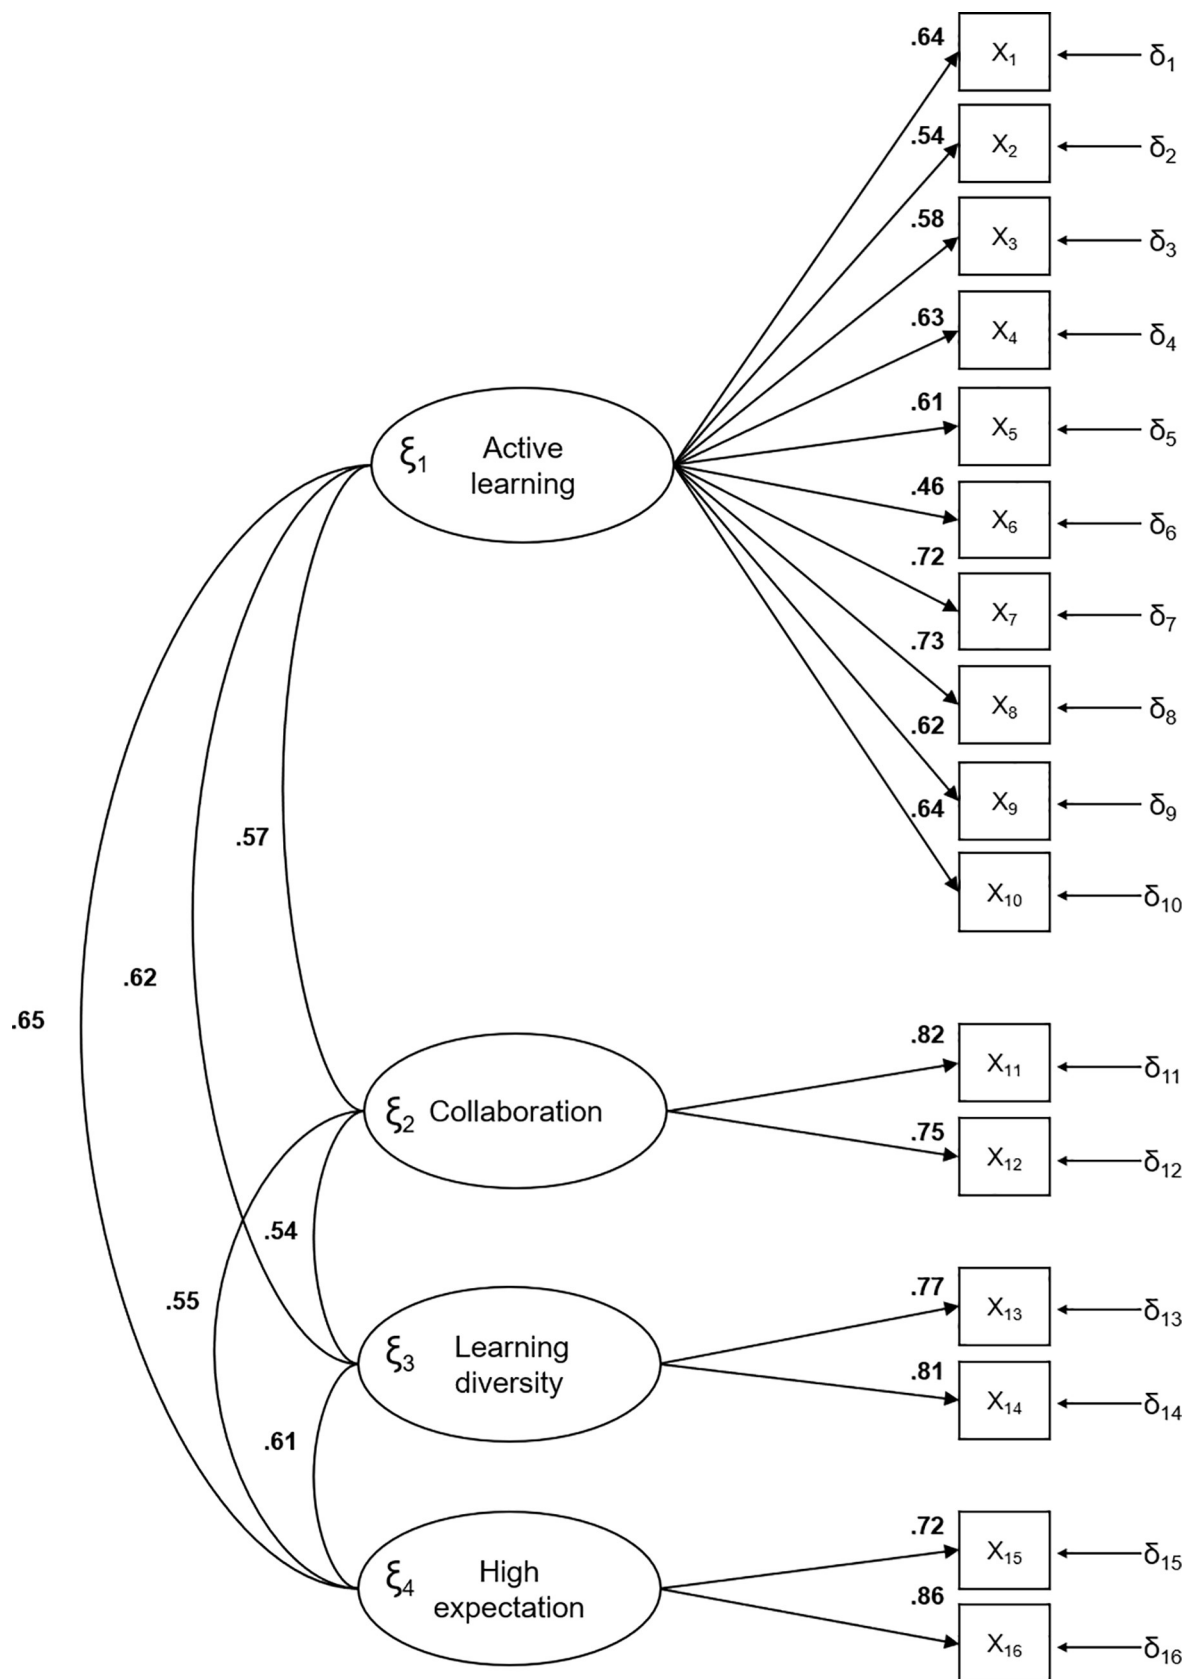 .64 X₁ δ₁
.54 X₂ δ₂
.58 X₃ δ₃
.63 X₄ δ₄
.61 X₅ δ₅
ξ₁ Active
learning
.46 X₆ δ₆
.72 X₇ δ₇
.73 X₈ δ₈
.62 X₉ δ₉
.64 X₁₀ δ₁₀
.57
.62
.65
.82 X₁₁ δ₁₁
ξ₂ Collaboration
.75 X₁₂ δ₁₂
.54
.55
.77 X₁₃ δ₁₃
ξ₃ Learning
diversity
.81 X₁₄ δ₁₄
.61
.72 X₁₅ δ₁₅
ξ₄ High
expectation
.86 X₁₆ δ₁₆